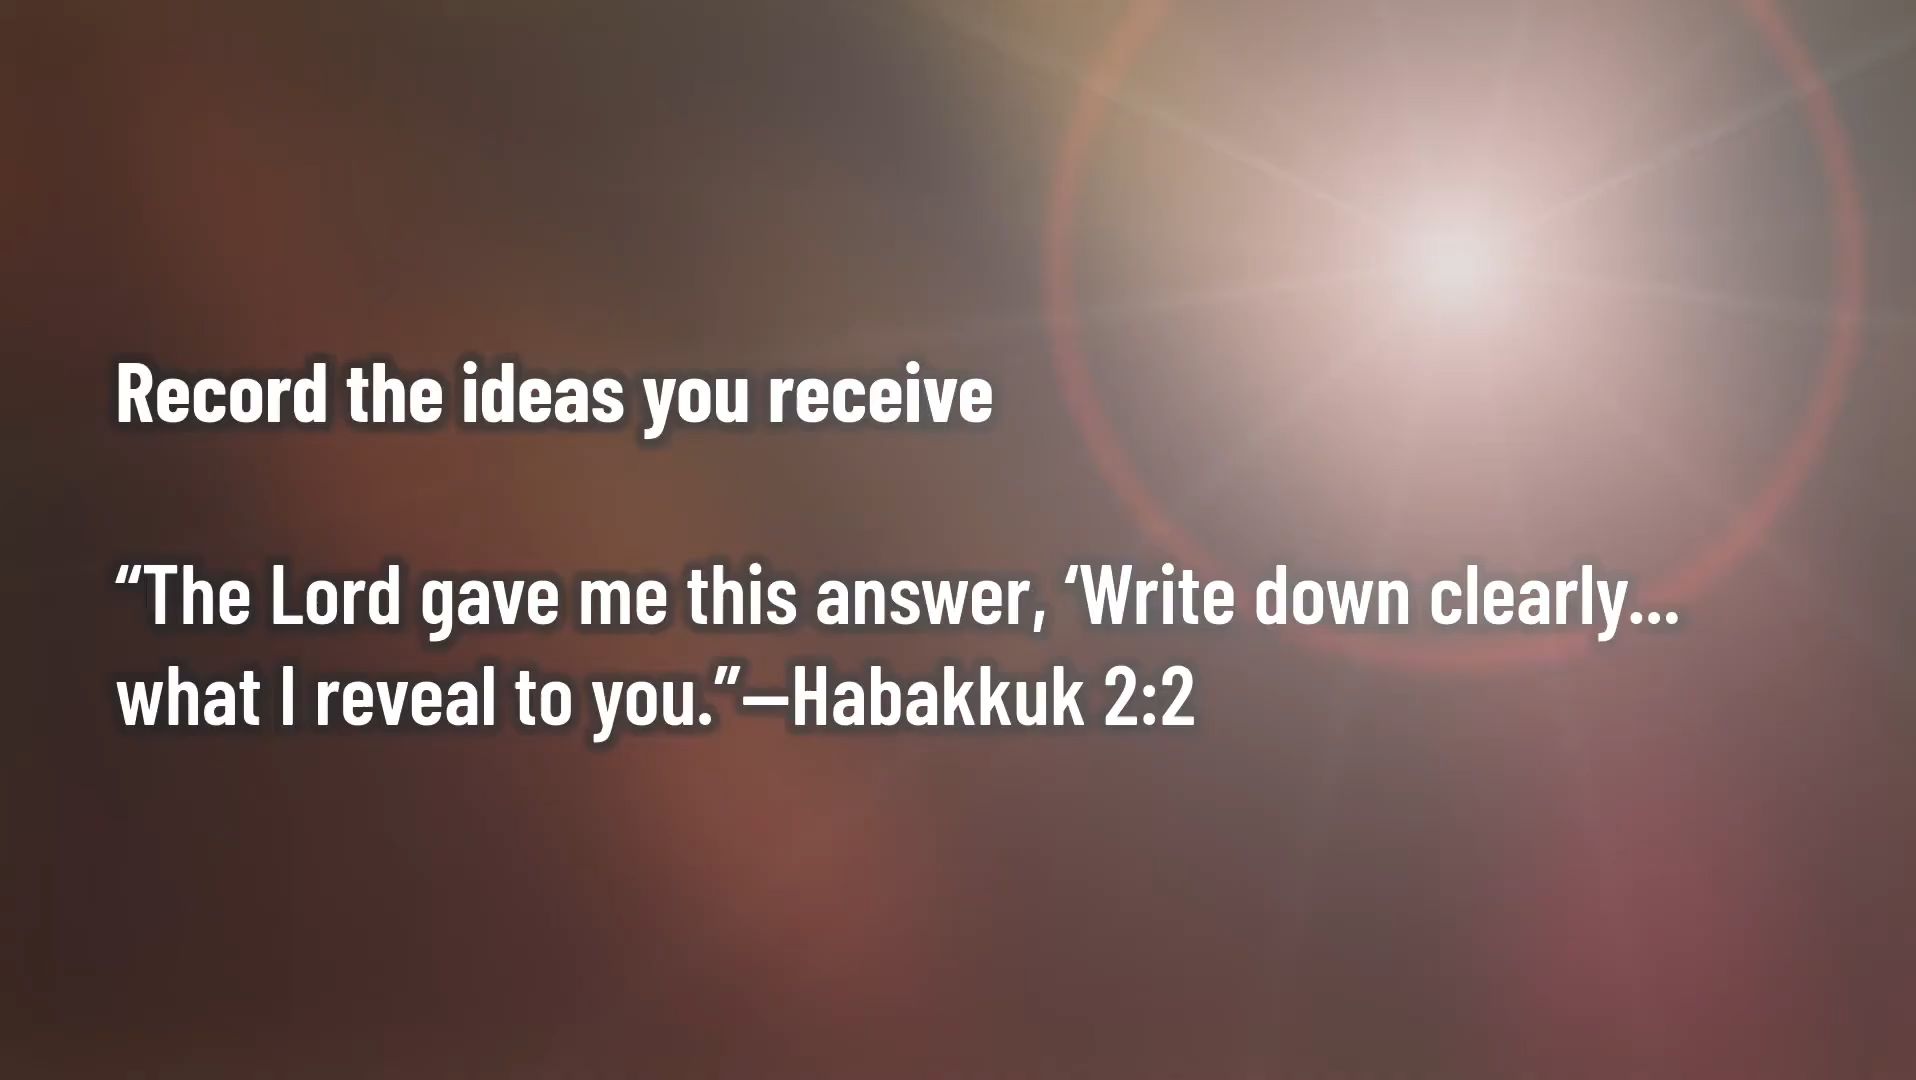 Record the ideas you receive
“The Lord gave me this answer, ‘Write down clearly...
what I reveal to you.”—Habakkuk 2:2